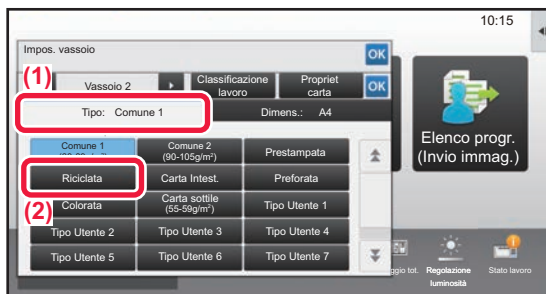 10:15
Impos. vassoio
OK
(1)
Vassoio 2
Classificazione
lavoro
Propriet
carta
OK
Tipo: Comune 1
Dimens.: A4
Comune 1
Comune 2
(90-105g/m²)
Prestampata
Riciclata
Carta Intest.
Preforata
(2)
Colorata
Carta sottile
(55-59g/m²)
Tipo Utente 1
Tipo Utente 2
Tipo Utente 3
Tipo Utente 4
Tipo Utente 5
Tipo Utente 6
Tipo Utente 7
Elenco progr.
(Invio immag.)
ggio tot.
Regolazione
luminosità
Stato lavoro